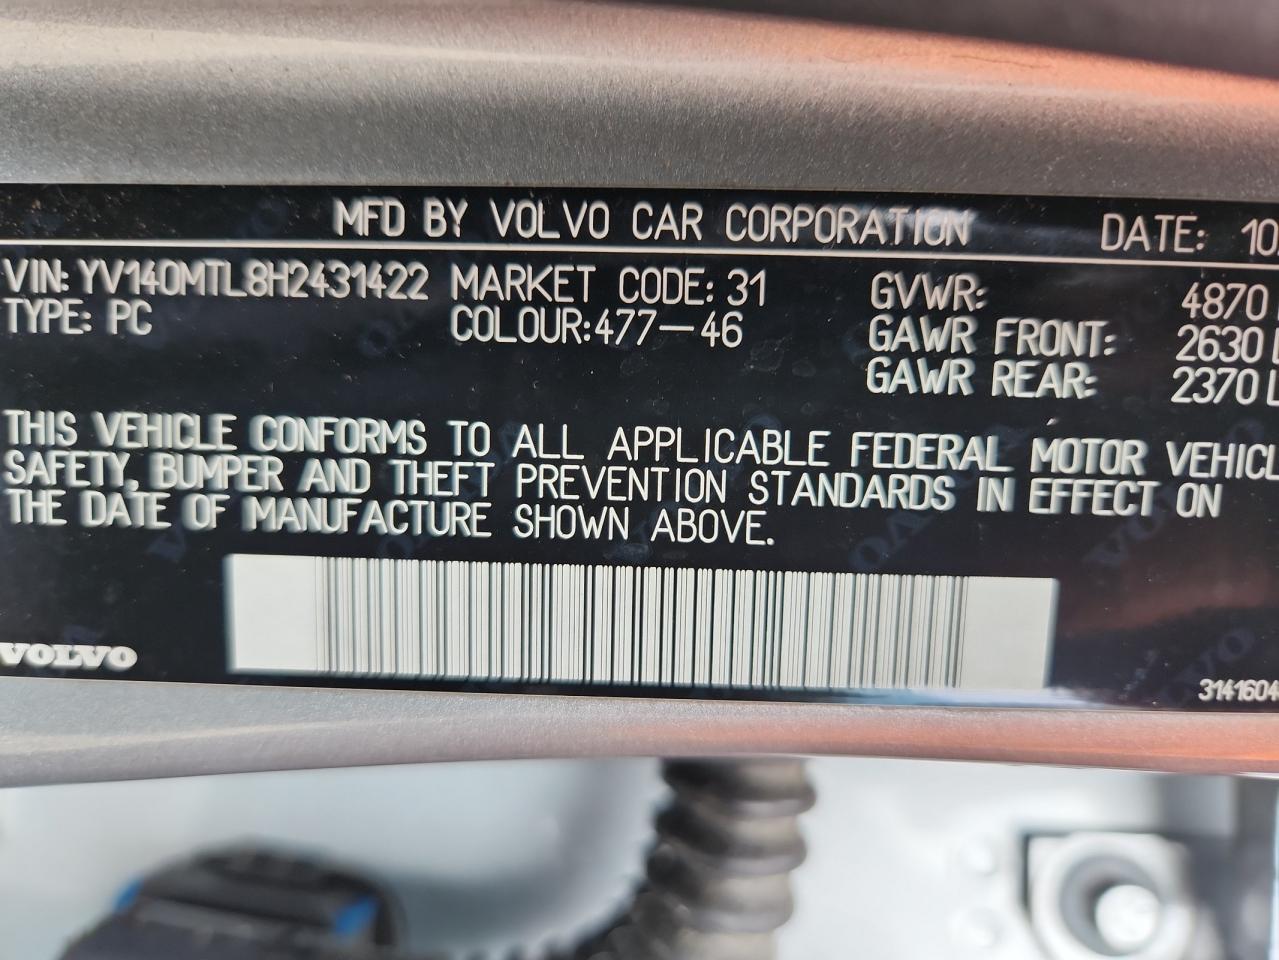 MFD BY VOLVO CAR CORPORATION DATE: 10
VIN: YV140MTL8H2431422 MARKET CODE: 31 GVWR: 4870
TYPE: PC COLOUR:477-46 GAWR FRONT: 2630 L
GAWR REAR: 2370 L
THIS VEHICLE CONFORMS TO ALL APPLICABLE FEDERAL MOTOR VEHICL
SAFETY, BUMPER AND THEFT PREVENTION STANDARDS IN EFFECT ON
THE DATE OF MANUFACTURE SHOWN ABOVE.
VOLVO
3141604